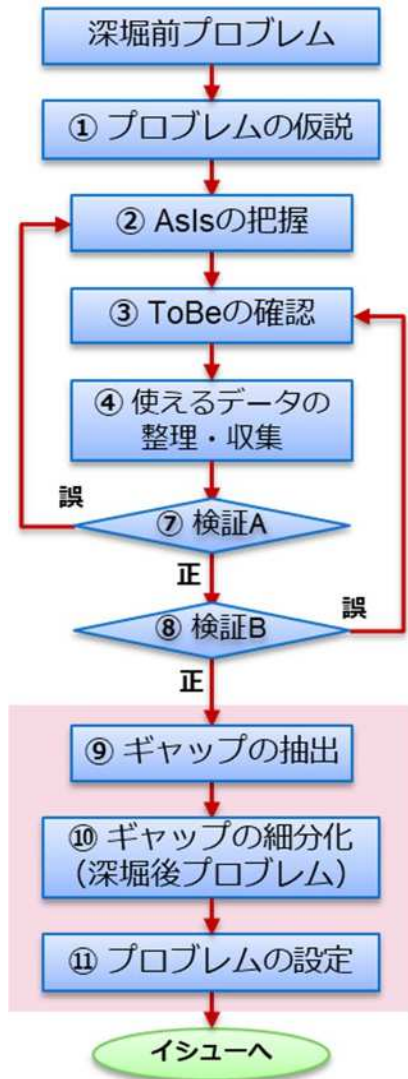 深堀前プロブレム
① プロブレムの仮説
② AsIsの把握
③ ToBeの確認
④ 使えるデータの
整理・収集
誤
⑦ 検証A
正
誤
⑧ 検証B
正
⑨ ギャップの抽出
⑩ ギャップの細分化
（深堀後プロブレム）
⑪ プロブレムの設定
イシューへ